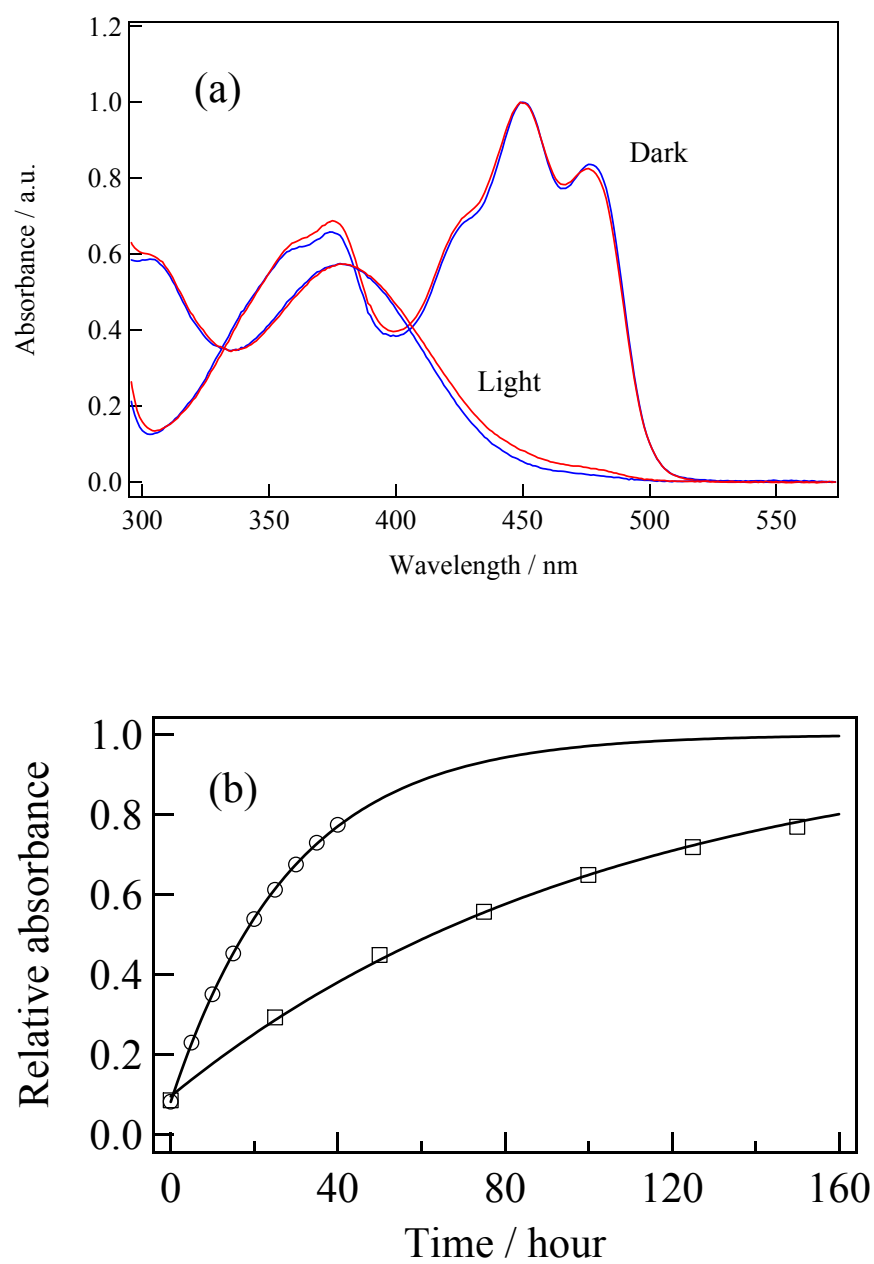 1.2
(a)
1.0
Dark
0.8
Absorbance / a.u.
0.6
0.4
Light
0.2
0.0
300 350 400 450 500 550
Wavelength / nm
1.0
(b)
0.8
Relative absorbance
0.6
0.4
0.2
0.0
0 40 80 120 160
Time / hour